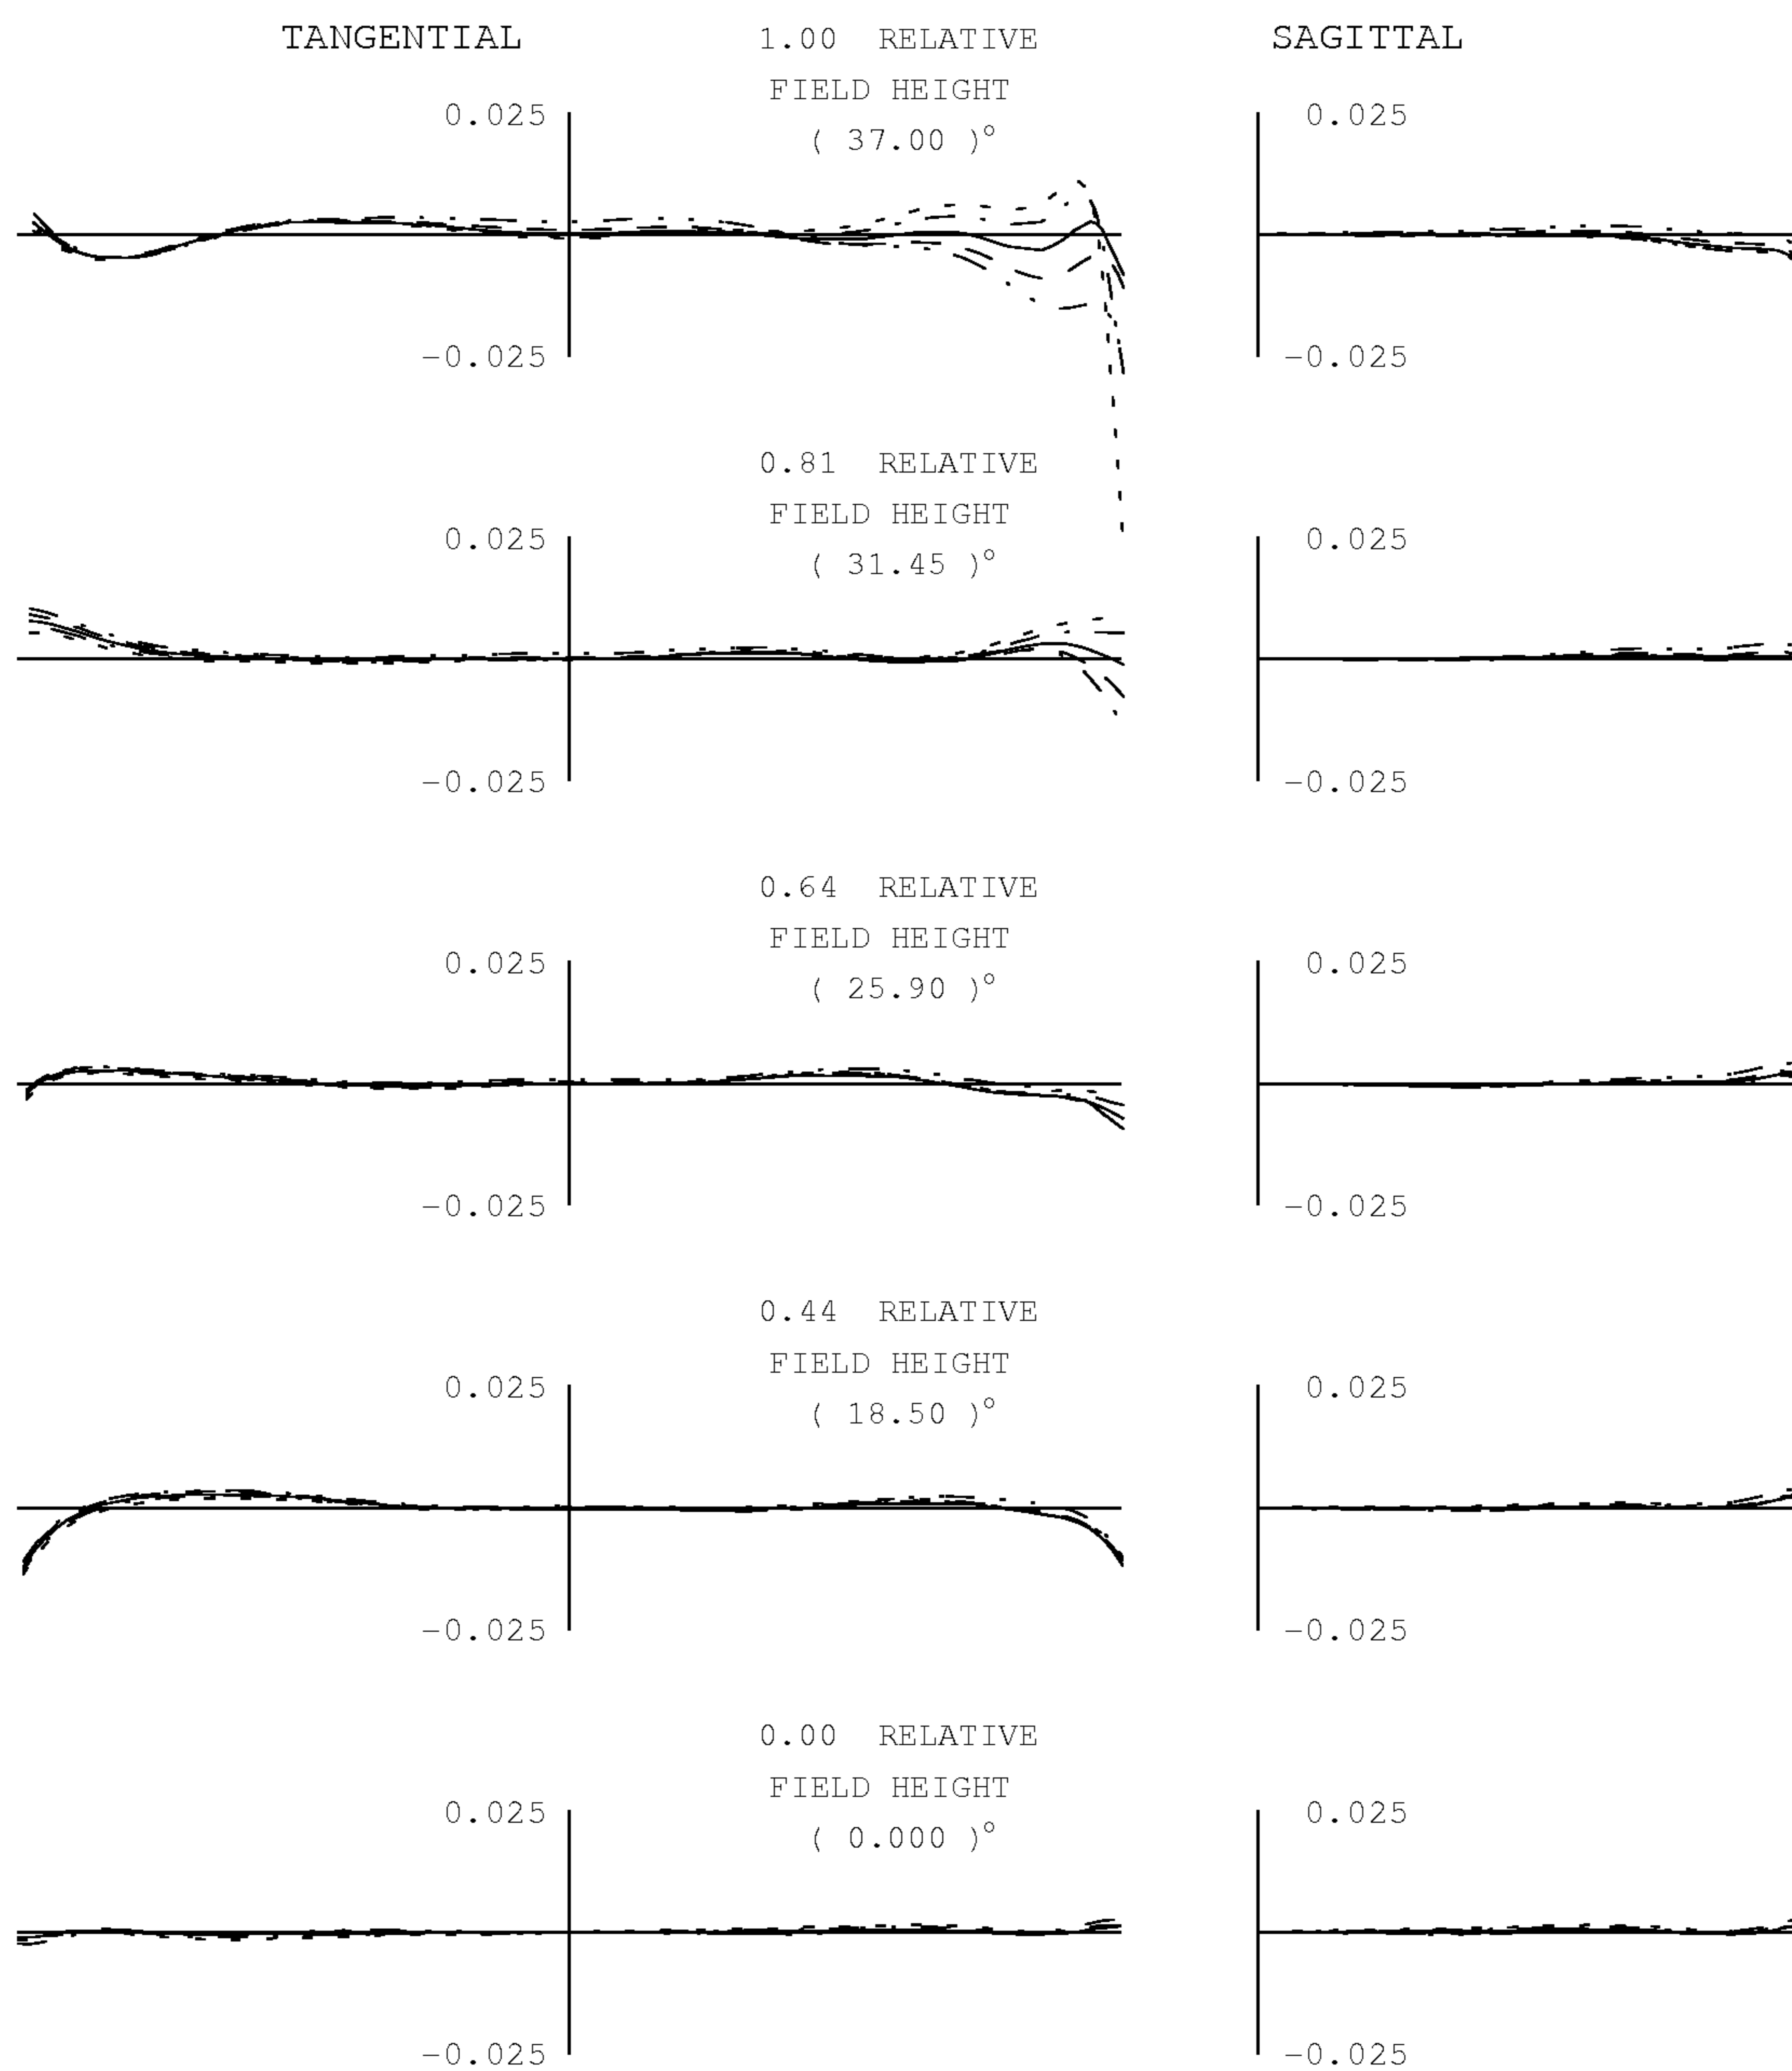 TANGENTIAL 1.00 RELATIVE SAGITTAL
FIELD HEIGHT
0.025 ( 37.00 )° 0.025
-0.025 -0.025
0.81 RELATIVE
FIELD HEIGHT
0.025 ( 31.45 )° 0.025
-0.025 -0.025
0.64 RELATIVE
FIELD HEIGHT
0.025 ( 25.90 )° 0.025
-0.025 -0.025
0.44 RELATIVE
FIELD HEIGHT
0.025 ( 18.50 )° 0.025
-0.025 -0.025
0.00 RELATIVE
FIELD HEIGHT
0.025 ( 0.000 )° 0.025
-0.025 -0.025